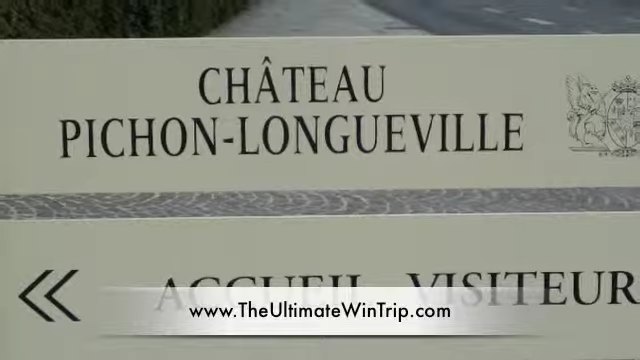 CHÂTEAU
PICHON-LONGUEVILLE
<< ACCUEIL VISITEUR
www.TheUltimateWinTrip.com